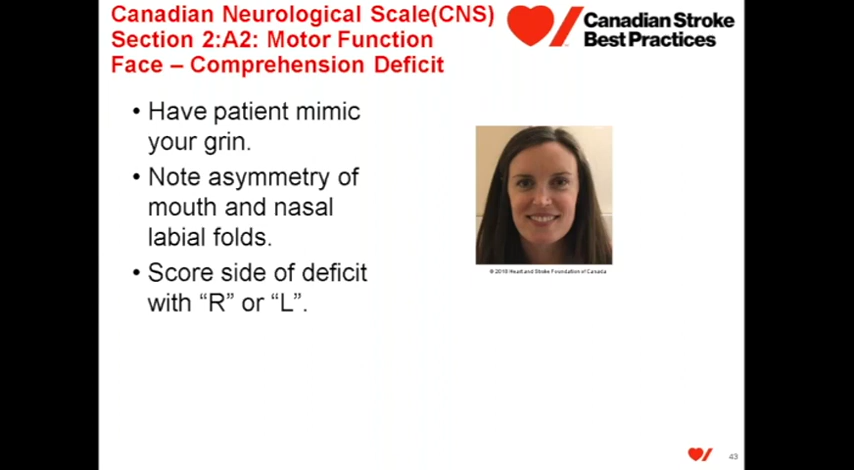 Canadian Neurological Scale(CNS)
Section 2:A2: Motor Function
Face – Comprehension Deficit
Canadian Stroke
Best Practices
• Have patient mimic
your grin.
• Note asymmetry of
mouth and nasal
labial folds.
• Score side of deficit
with “R” or “L”.
© 2018 Heart and Stroke Foundation of Canada
43